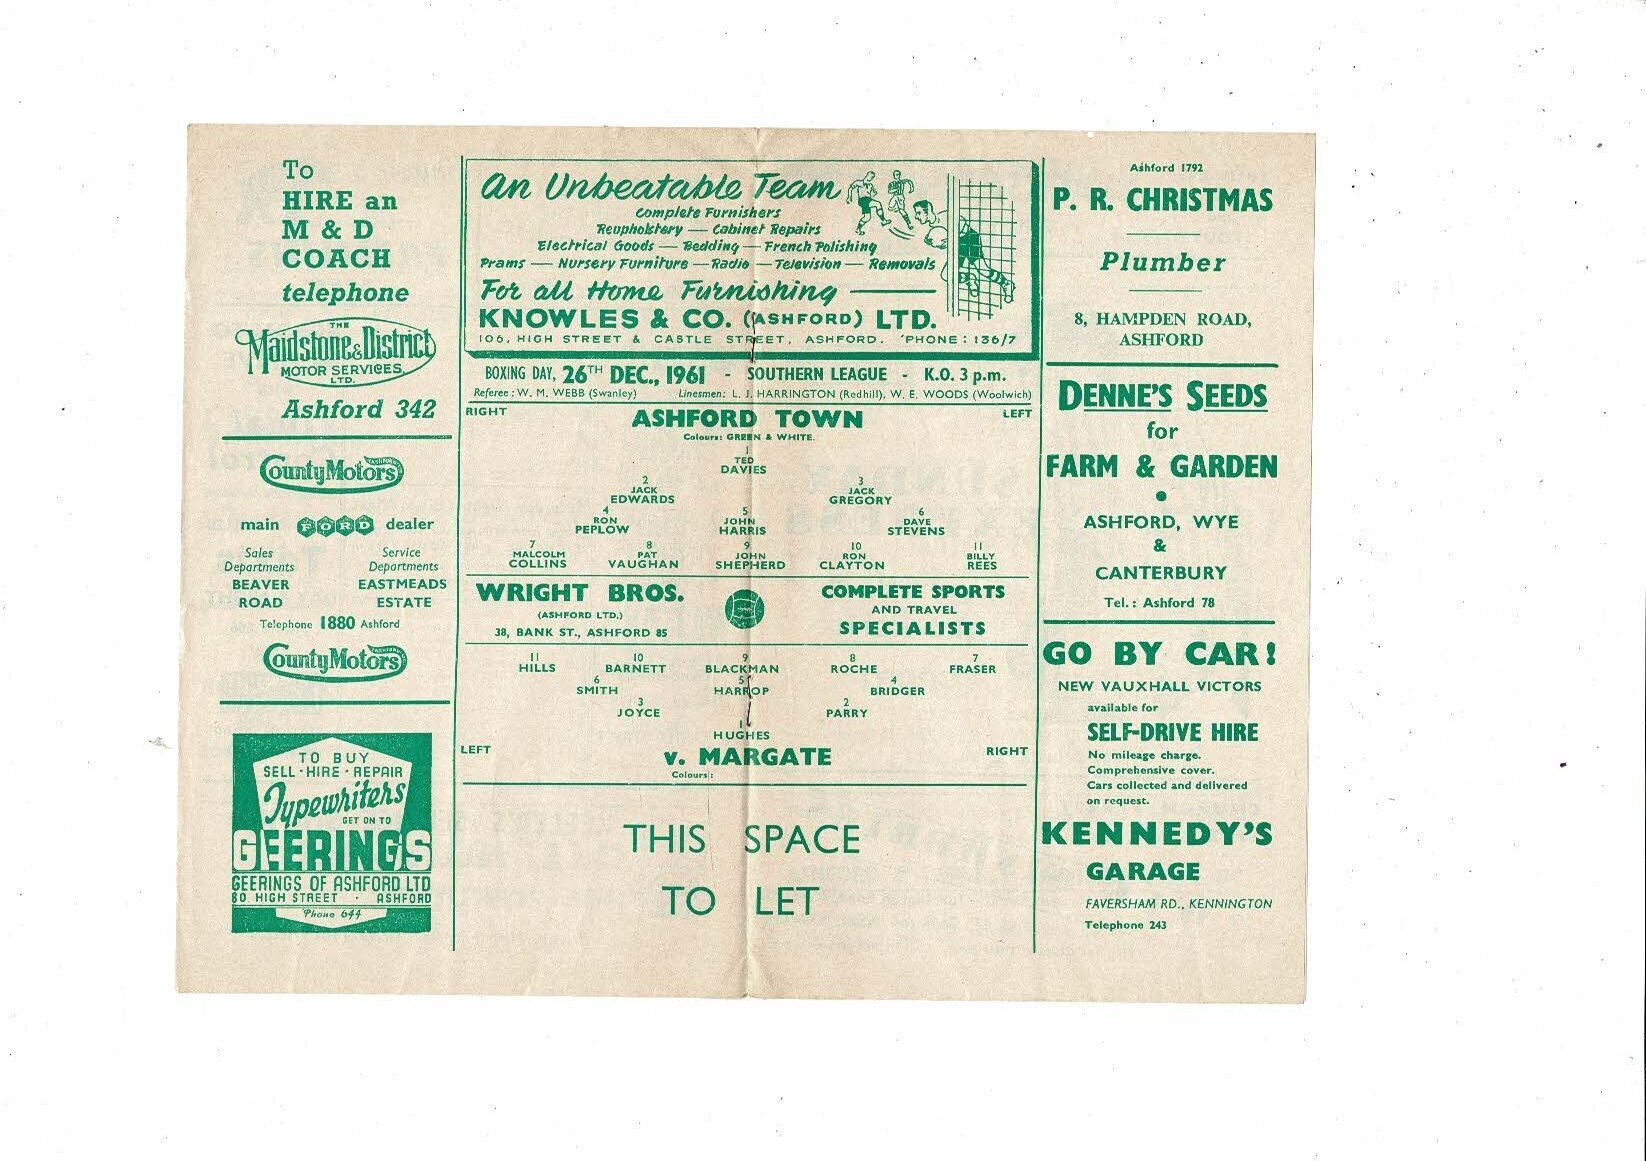 To
HIRE an
M & D
COACH
telephone
THE
Maidstone & District
MOTOR SERVICES
LTD.
Ashford 342
County Motors
main FORD dealer
Sales Service
Departments Departments
BEAVER EASTMEADS
ROAD ESTATE
Telephone 1880 Ashford
County Motors
TO BUY
SELL · HIRE · REPAIR
Typewriters
GET ON TO
GEERINGS
GEERINGS OF ASHFORD LTD
80 HIGH STREET · ASHFORD
'Phone 644
An Unbeatable Team
Complete Furnishers
Reupholstery — Cabinet Repairs
Electrical Goods — Bedding — French Polishing
Prams — Nursery Furniture — Radio — Television — Removals
For all Home Furnishing
KNOWLES & CO. (ASHFORD) LTD.
106, HIGH STREET & CASTLE STREET, ASHFORD. 'PHONE : 136/7
BOXING DAY, 26TH DEC., 1961 - SOUTHERN LEAGUE - K.O. 3 p.m.
Referee : W. M. WEBB (Swanley) Linesmen: L. J. HARRINGTON (Redhill), W. E. WOODS (Woolwich)
RIGHT ASHFORD TOWN LEFT
Colours: GREEN & WHITE.
1
TED
DAVIES
2 3
JACK JACK
EDWARDS GREGORY
4 5 6
RON JOHN DAVE
PEPLOW HARRIS STEVENS
7 8 9 10 11
MALCOLM PAT JOHN RON BILLY
COLLINS VAUGHAN SHEPHERD CLAYTON REES
WRIGHT BROS. COMPLETE SPORTS
(ASHFORD LTD.) AND TRAVEL
38, BANK ST., ASHFORD 85 SPECIALISTS
11 10 9 8 7
HILLS BARNETT BLACKMAN ROCHE FRASER
6 5 4
SMITH HARROP BRIDGER
3 2
JOYCE PARRY
1
HUGHES
LEFT v. MARGATE RIGHT
Colours :
THIS SPACE
TO LET
Ashford 1792
P. R. CHRISTMAS
Plumber
8, HAMPDEN ROAD,
ASHFORD
DENNE'S SEEDS
for
FARM & GARDEN
•
ASHFORD, WYE
&
CANTERBURY
Tel. : Ashford 78
GO BY CAR!
NEW VAUXHALL VICTORS
available for
SELF-DRIVE HIRE
No mileage charge.
Comprehensive cover.
Cars collected and delivered
on request.
KENNEDY'S
GARAGE
FAVERSHAM RD., KENNINGTON
Telephone 243